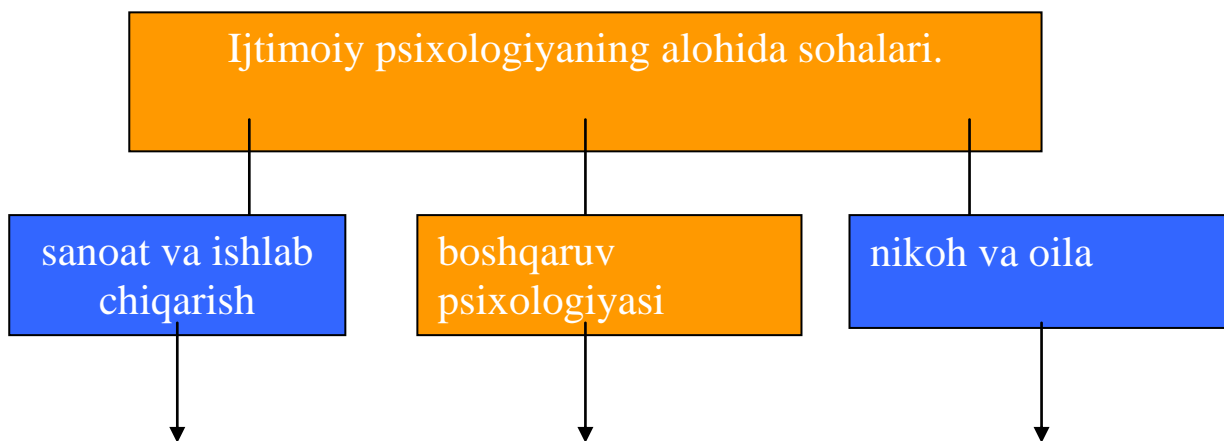 Ijtimoiy psixologiyaning alohida sohalari.
sanoat va ishlab
chiqarish
boshqaruv
psixologiyasi
nikoh va oila